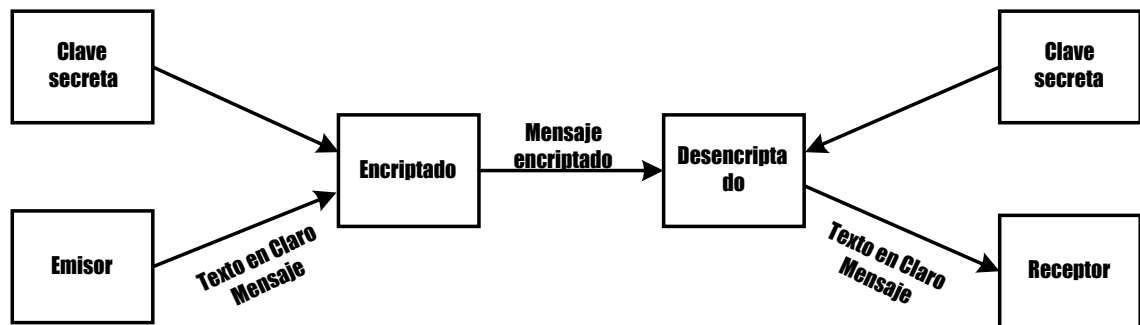 Clave
secreta
Clave
secreta
Encriptado
Mensaje
encriptado
Desencripta
do
Emisor
Texto en Claro
Mensaje
Texto en Claro
Mensaje
Receptor